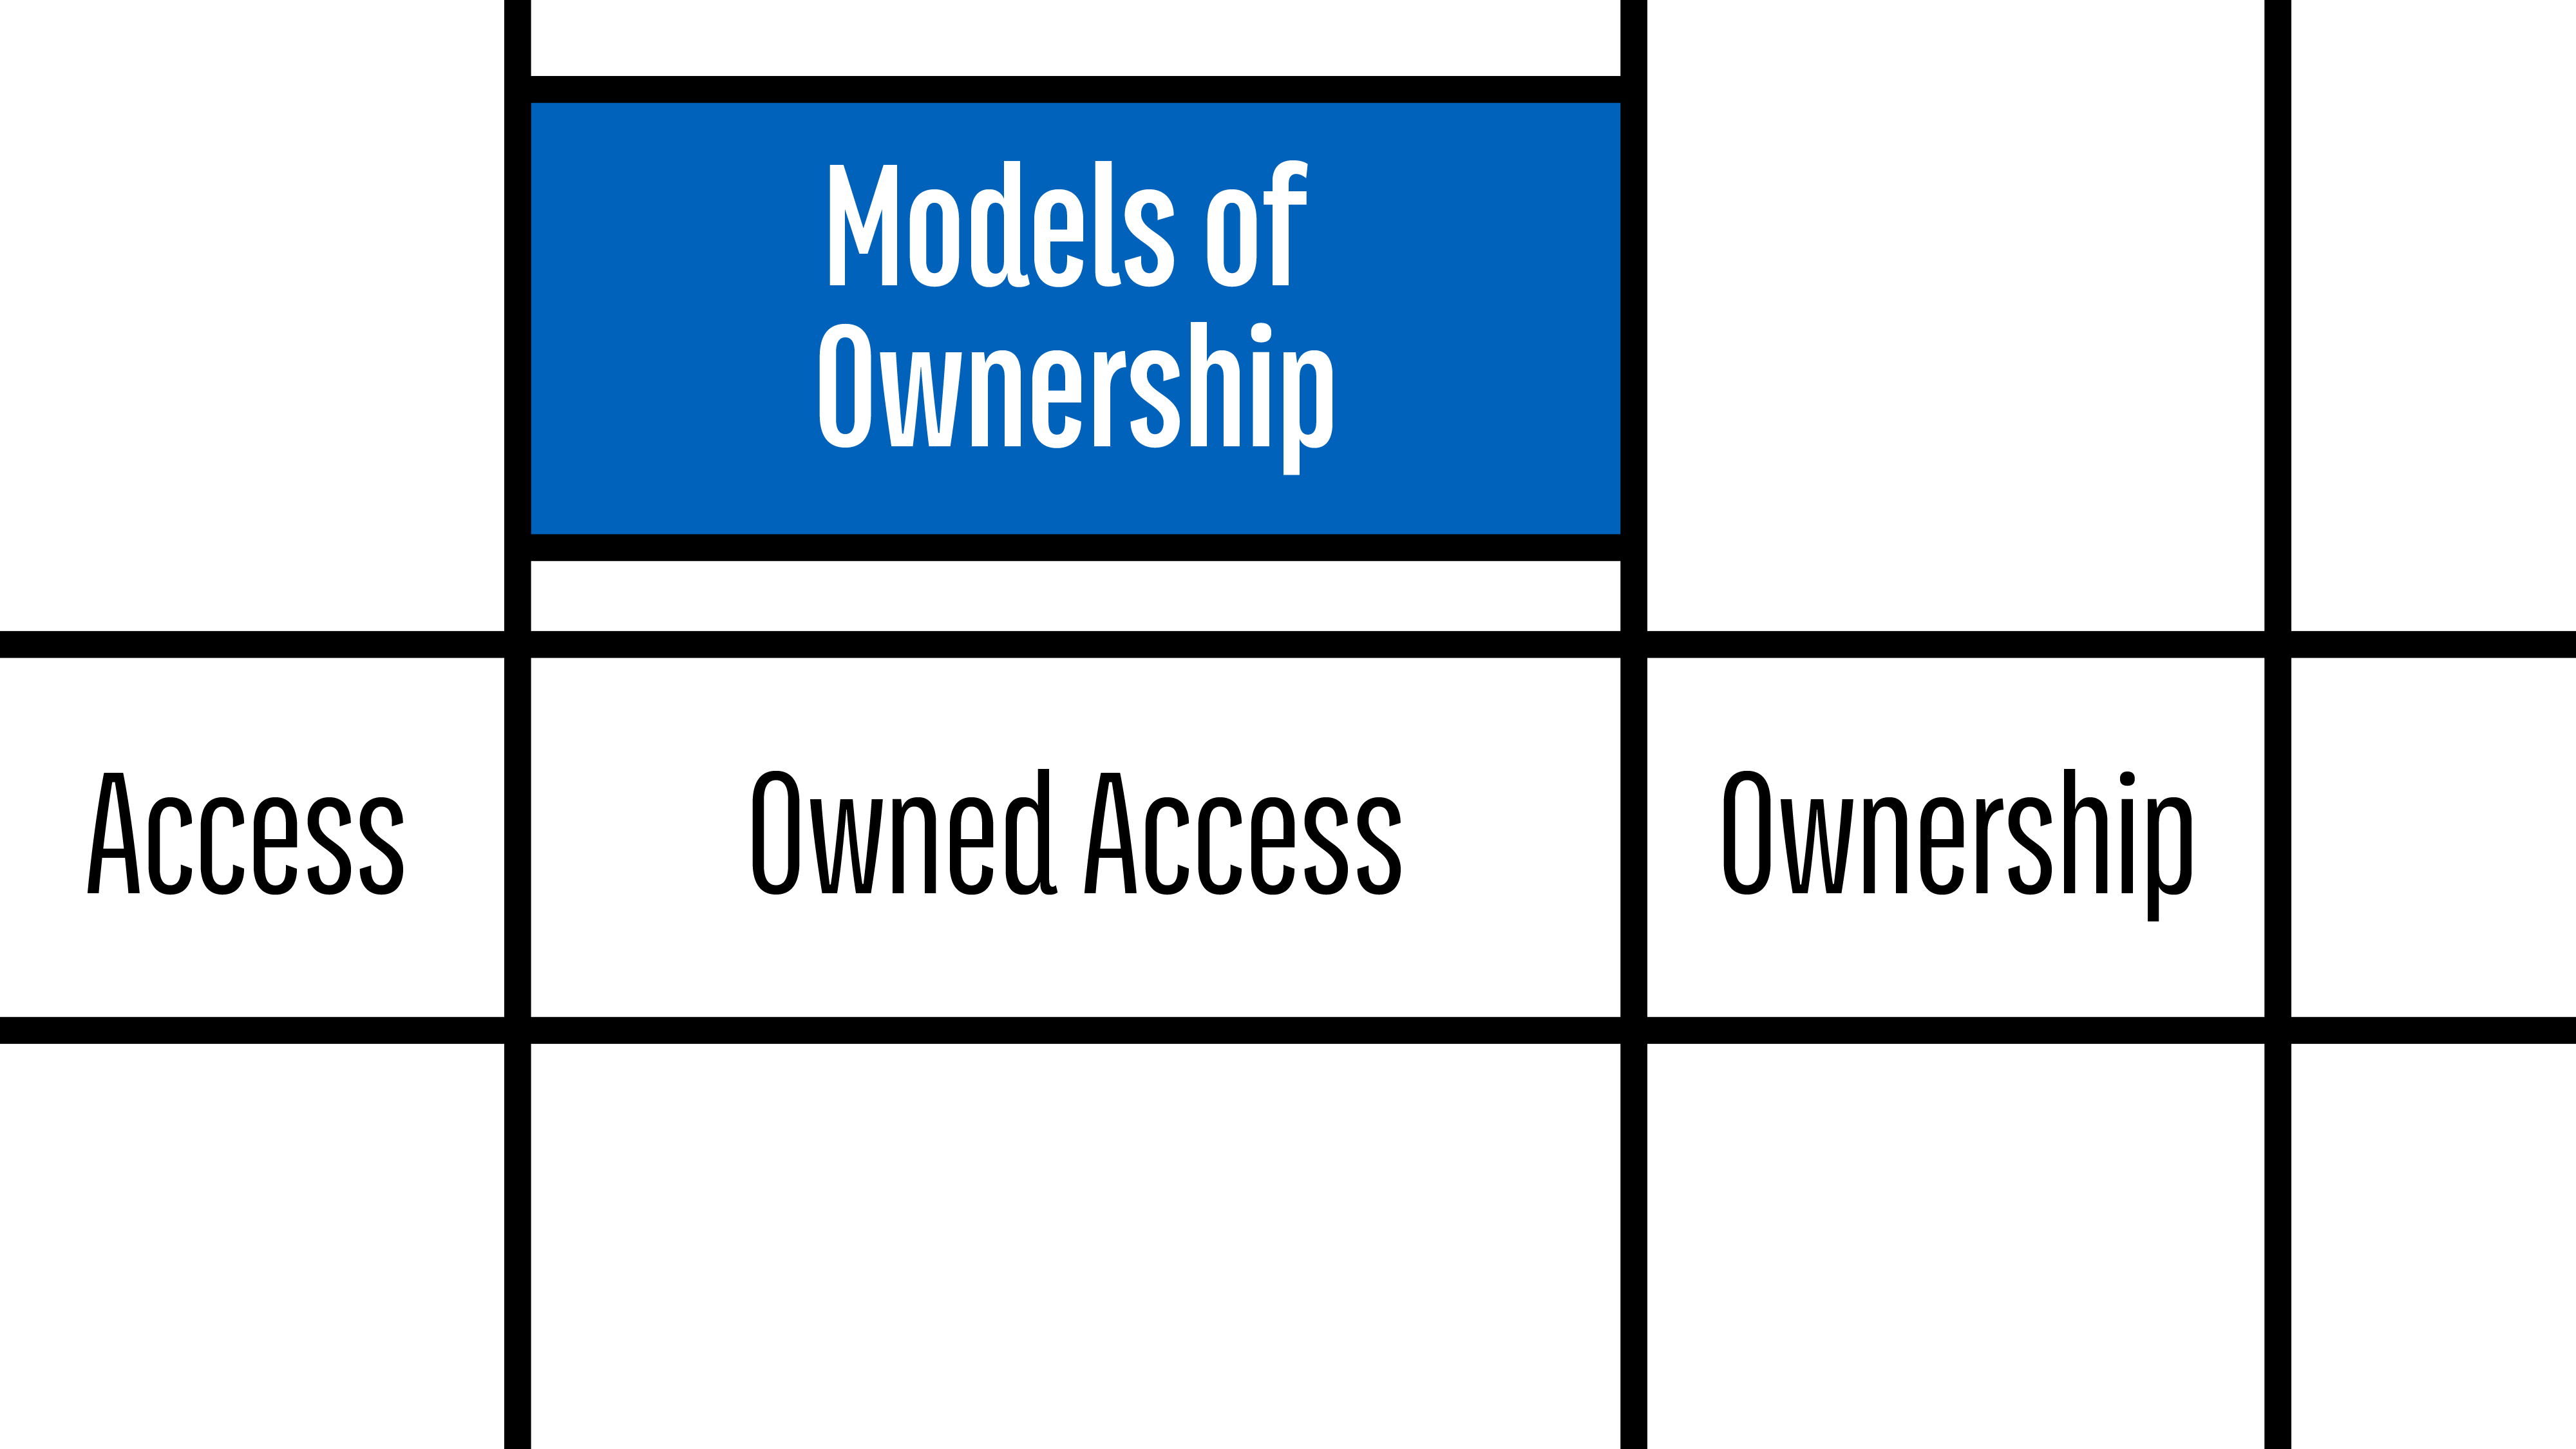 Models of
Ownership
Access
Owned Access
Ownership